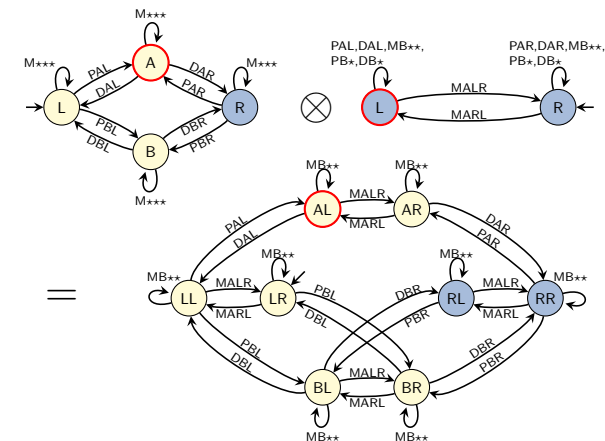 M⋆⋆⋆
M⋆⋆⋆ PAL A DAR M⋆⋆⋆
DAL PAR
L R
PBL DBR
DBL B PBR
M⋆⋆⋆
⊗
PAL,DAL,MB⋆⋆,
PB⋆,DB⋆
PAR,DAR,MB⋆⋆,
PB⋆,DB⋆
L MALR R
MARL
=
MB⋆⋆ MB⋆⋆
AL MALR AR
MARL
PAL DAR
DAL PAR
MB⋆⋆ MB⋆⋆ MB⋆⋆ MB⋆⋆
LL MALR LR PBL DBR RL MALR RR
MARL DBL PBR MARL
PBL DBR
DBL PBR
BL MALR BR
MARL
MB⋆⋆ MB⋆⋆